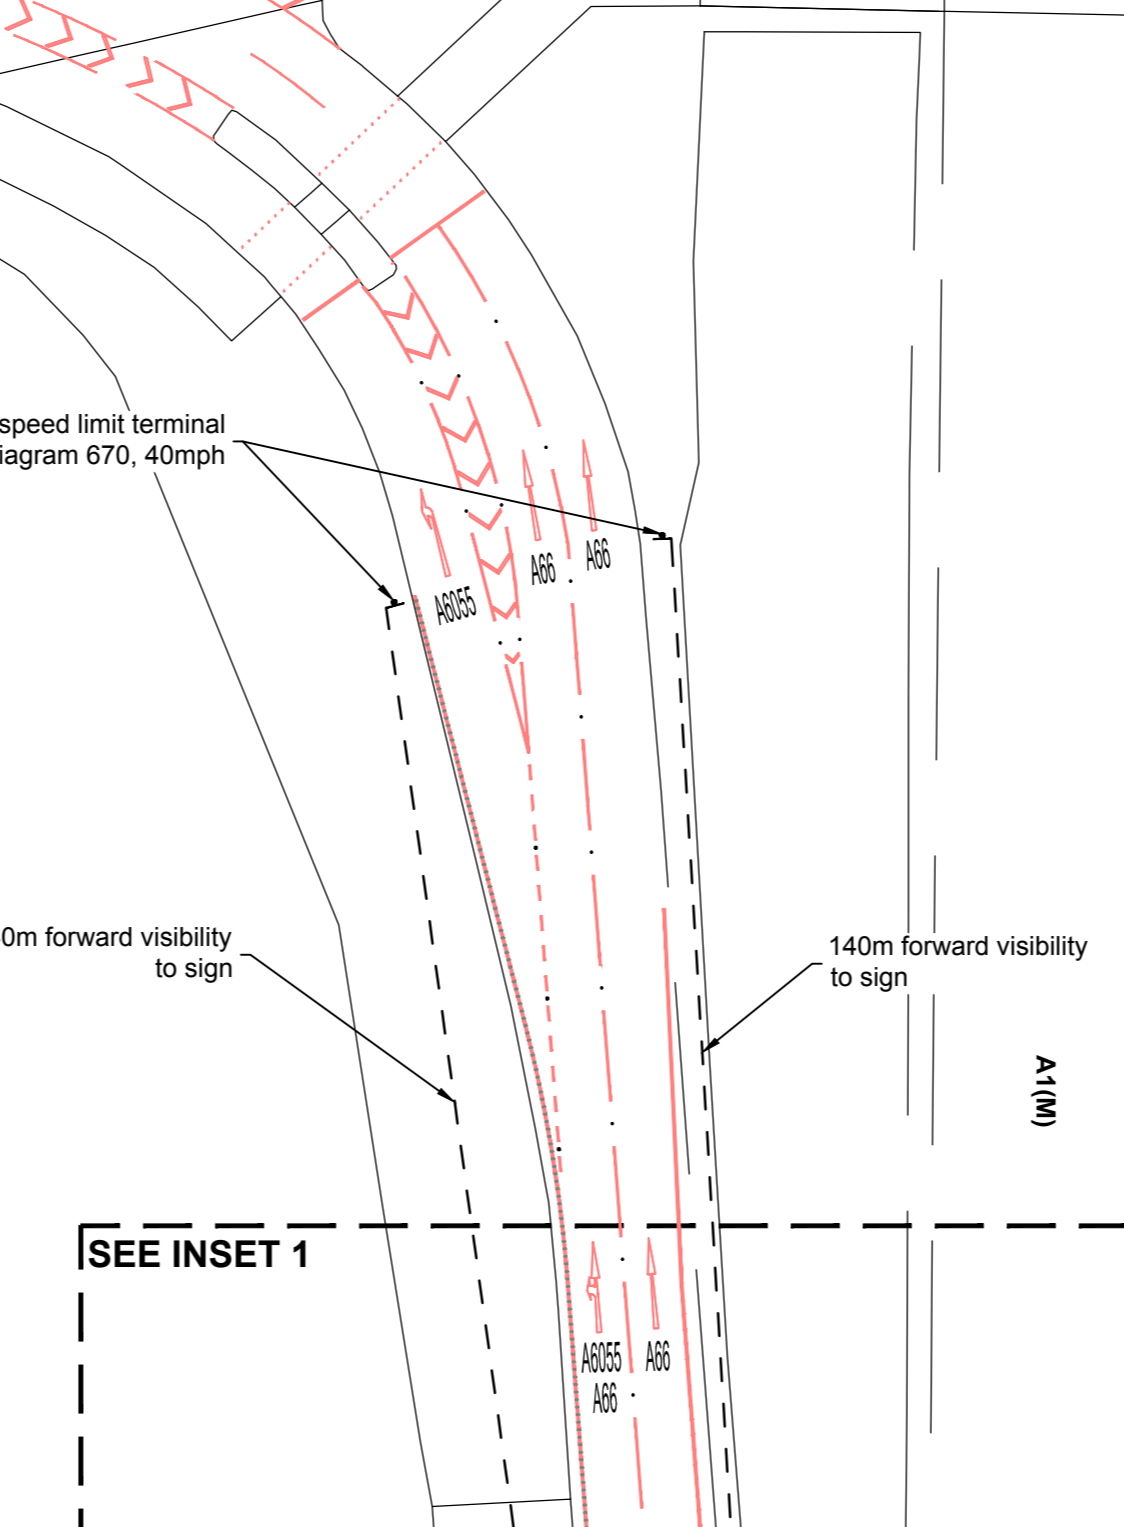 speed limit terminal
diagram 670, 40mph
A66
A66
A6055
0m forward visibility
to sign
140m forward visibility
to sign
A1(M)
SEE INSET 1
A6055
A66
A66